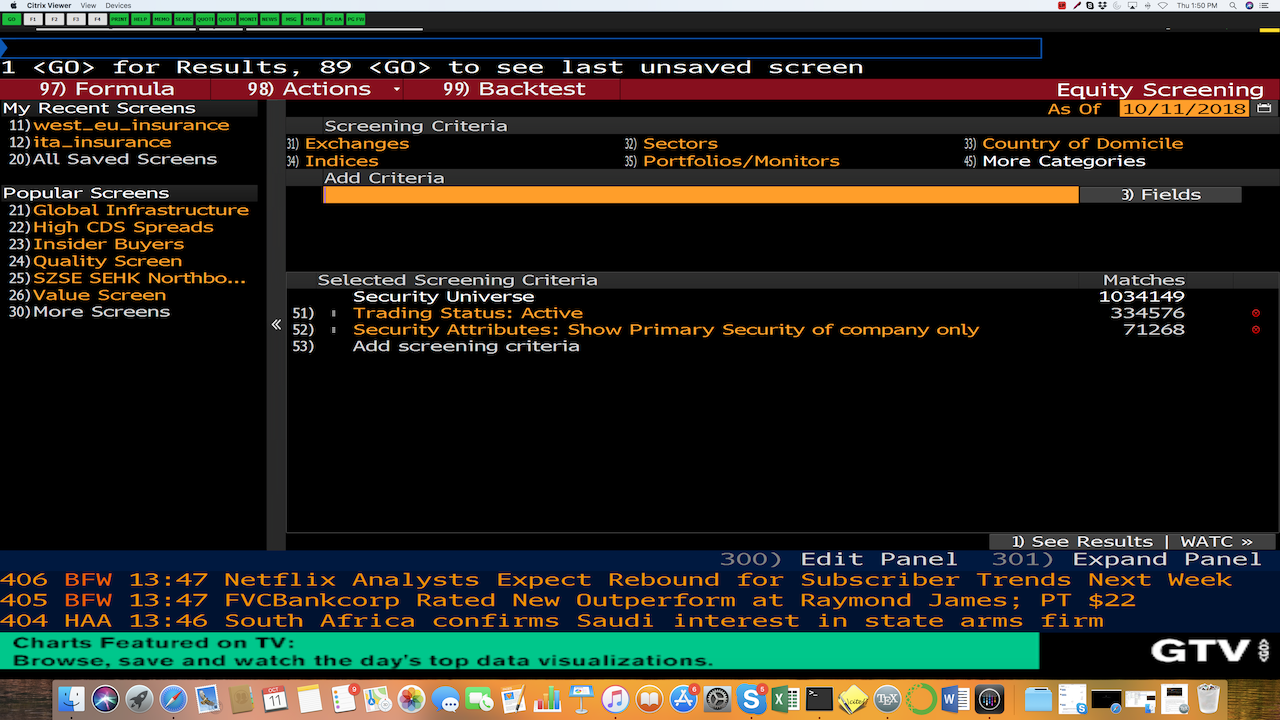 Citrix Viewer View Devices
Thu 1:50 PM
GO F1 F2 F3 F4 PRINT HELP MEMO SEARC QUOTE QUOTE MONIT NEWS MSG MENU PG BA PG FW
1 <GO> for Results, 89 <GO> to see last unsaved screen
97) Formula 98) Actions 99) Backtest Equity Screening
My Recent Screens
As Of 10/11/2018
11) west_eu_insurance
12) ita_insurance
20) All Saved Screens
Popular Screens
21) Global Infrastructure
22) High CDS Spreads
23) Insider Buyers
24) Quality Screen
25) SZSE SEHK Northbo...
26) Value Screen
30) More Screens
«
Screening Criteria
31) Exchanges 32) Sectors 33) Country of Domicile
34) Indices 35) Portfolios/Monitors 45) More Categories
Add Criteria
3) Fields
Selected Screening Criteria Matches
Security Universe 1034149
51) Trading Status: Active 334576
52) Security Attributes: Show Primary Security of company only 71268
53) Add screening criteria
1) See Results | WATC »
300) Edit Panel 301) Expand Panel
406 BFW 13:47 Netflix Analysts Expect Rebound for Subscriber Trends Next Week
405 BFW 13:47 FVCBankcorp Rated New Outperform at Raymond James; PT $22
404 HAA 13:46 South Africa confirms Saudi interest in state arms firm
Charts Featured on TV:
Browse, save and watch the day's top data visualizations.
GTV <GO>
OCT
11
9
6
5
TEX